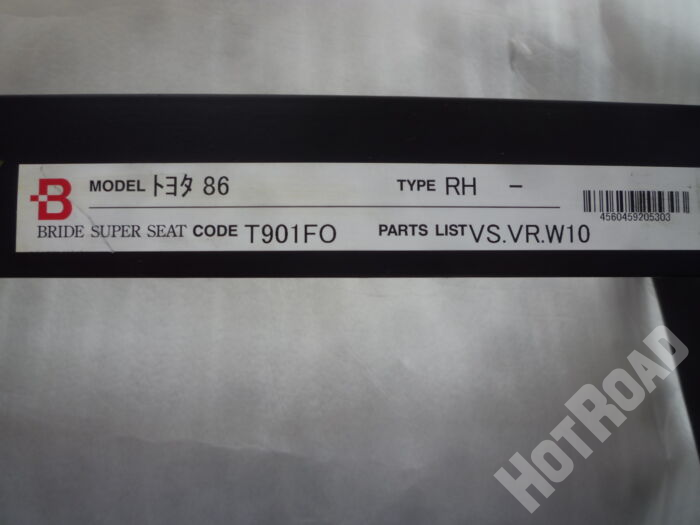 B MODEL トヨタ 86 TYPE RH -
BRIDE SUPER SEAT CODE T901FO PARTS LIST VS.VR.W10
4560459205303
HOTROAD